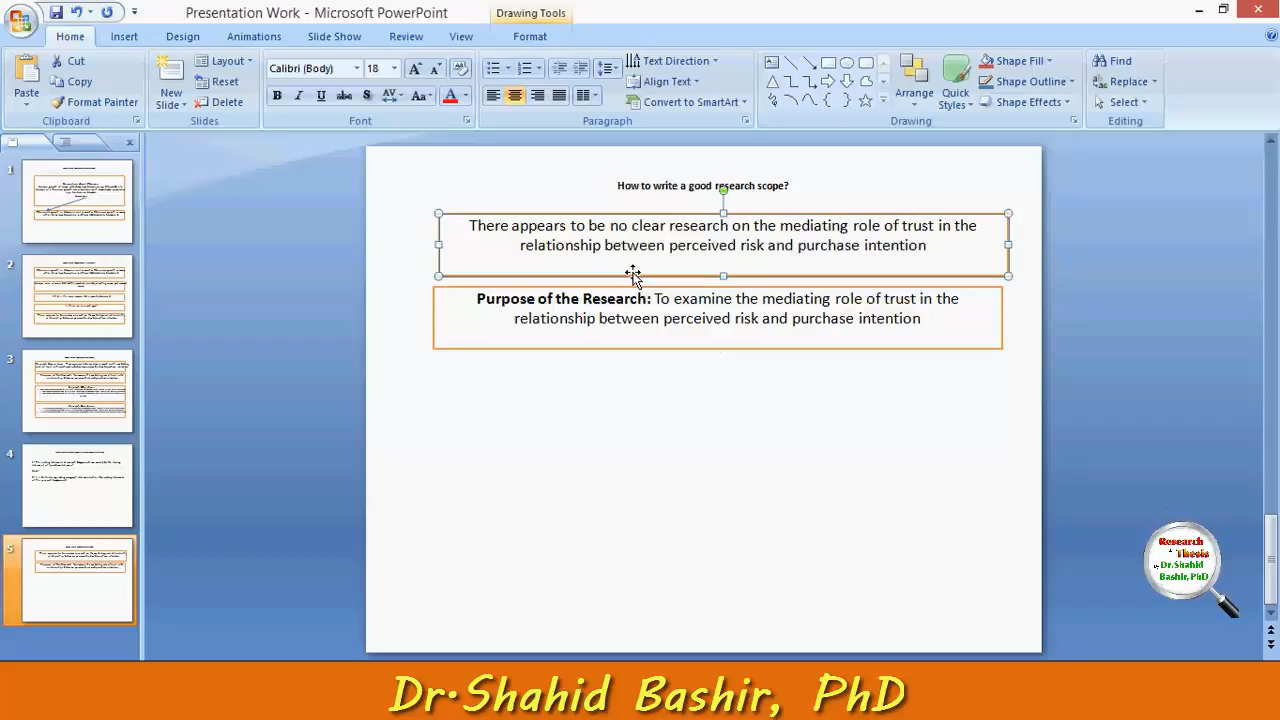 Presentation Work - Microsoft PowerPoint
Drawing Tools
Home
Insert
Design
Animations
Slide Show
Review
View
Format
Paste
Cut
Copy
Format Painter
Clipboard
New Slide
Layout
Reset
Delete
Slides
Calibri (Body)
18
Font
Text Direction
Align Text
Convert to SmartArt
Paragraph
Arrange
Quick Styles
Shape Fill
Shape Outline
Shape Effects
Drawing
Find
Replace
Select
Editing
1
2
3
4
5
How to write a good research scope?
There appears to be no clear research on the mediating role of trust in the
relationship between perceived risk and purchase intention
Purpose of the Research: To examine the mediating role of trust in the
relationship between perceived risk and purchase intention
Research
Thesis
Dr.Shahid
Bashir, PhD
Dr.Shahid Bashir, PhD